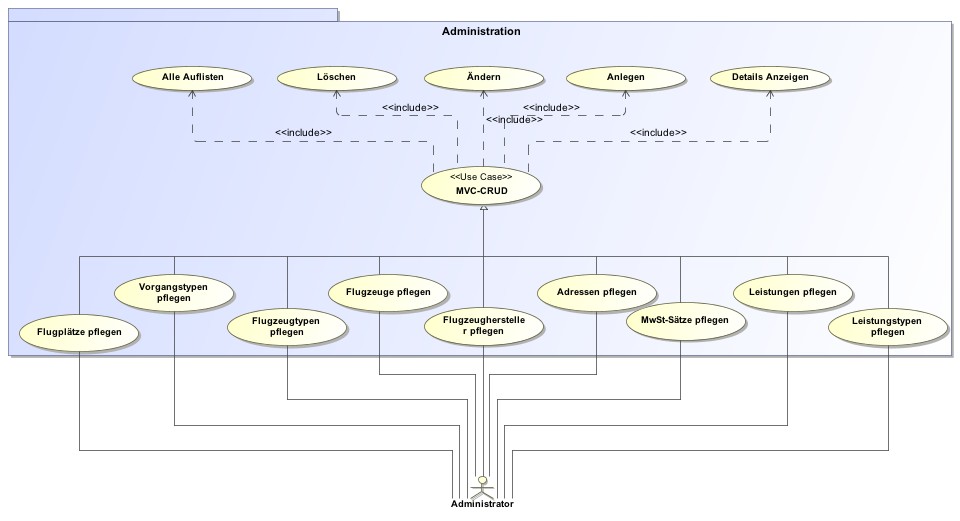 Administration
Alle Auflisten
Löschen
Ändern
Anlegen
Details Anzeigen
<<include>>
<<include>>
<<include>>
<<include>>
<<include>>
<<Use Case>>
MVC-CRUD
Vorgangstypen
pflegen
Flugzeuge pflegen
Adressen pflegen
Leistungen pflegen
Flugplätze pflegen
Flugzeugtypen
pflegen
Flugzeugherstelle
r pflegen
MwSt-Sätze pflegen
Leistungstypen
pflegen
Administrator